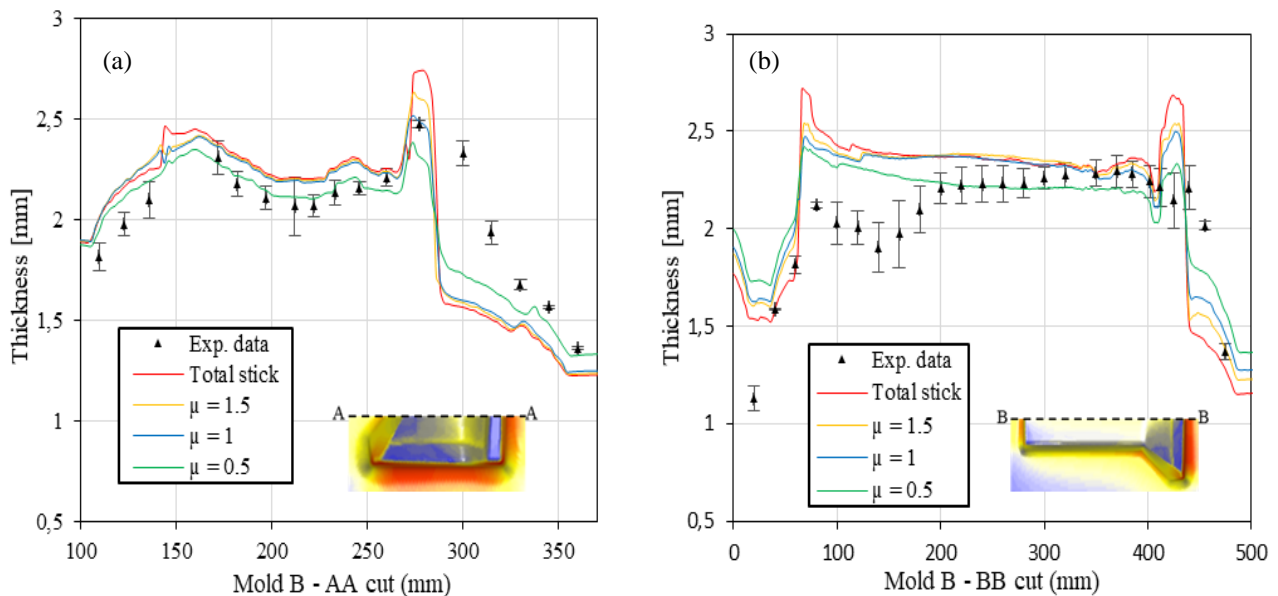 (a)
Thickness [mm]
3
2,5
2
1,5
1
0,5
100
150
200
250
300
350
Mold B - AA cut (mm)
Exp. data
Total stick
µ = 1.5
µ = 1
µ = 0.5
A
A
(b)
Thickness [mm]
3
2,5
2
1,5
1
0,5
0
100
200
300
400
500
Mold B - BB cut (mm)
Exp. data
Total stick
µ = 1.5
µ = 1
µ = 0.5
B
B